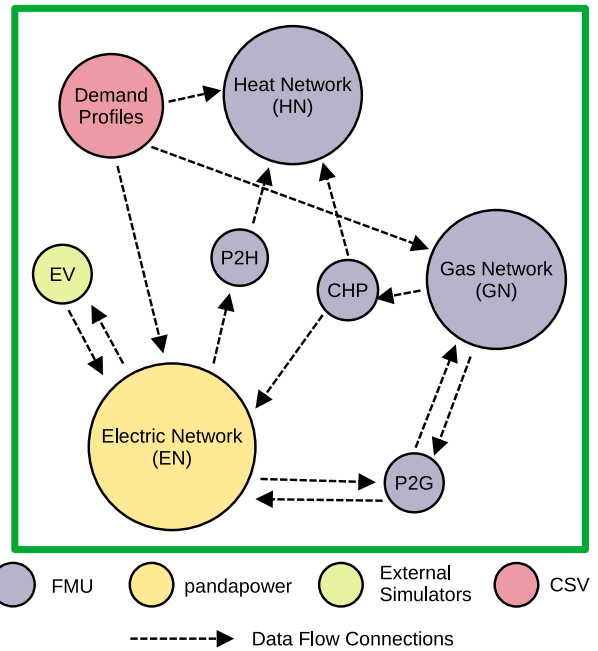 Demand
Profiles
Heat Network
(HN)
P2H
EV
CHP
Gas Network
(GN)
Electric Network
(EN)
P2G
FMU
pandapower
External
Simulators
CSV
Data Flow Connections